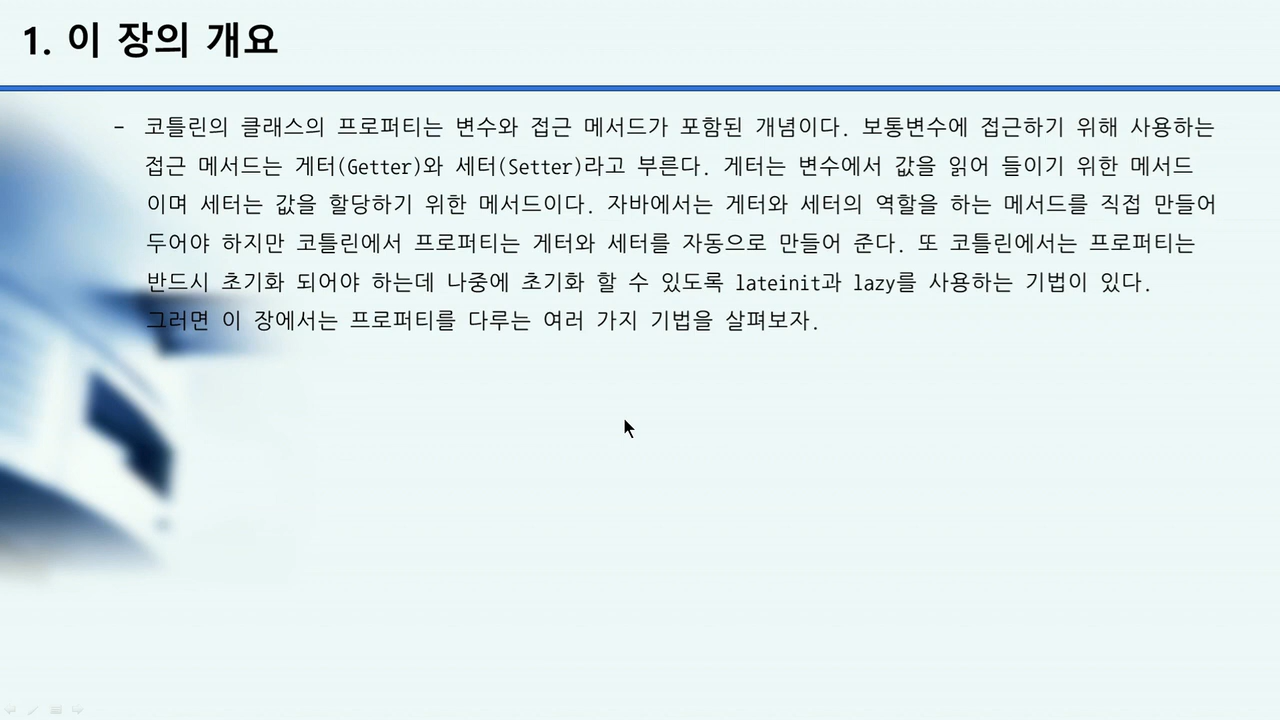 1. 이 장의 개요
- 코틀린의 클래스의 프로퍼티는 변수와 접근 메서드가 포함된 개념이다. 보통변수에 접근하기 위해 사용하는
접근 메서드는 게터(Getter)와 세터(Setter)라고 부른다. 게터는 변수에서 값을 읽어 들이기 위한 메서드
이며 세터는 값을 할당하기 위한 메서드이다. 자바에서는 게터와 세터의 역할을 하는 메서드를 직접 만들어
두어야 하지만 코틀린에서 프로퍼티는 게터와 세터를 자동으로 만들어 준다. 또 코틀린에서는 프로퍼티는
반드시 초기화 되어야 하는데 나중에 초기화 할 수 있도록 lateinit과 lazy를 사용하는 기법이 있다.
그러면 이 장에서는 프로퍼티를 다루는 여러 가지 기법을 살펴보자.